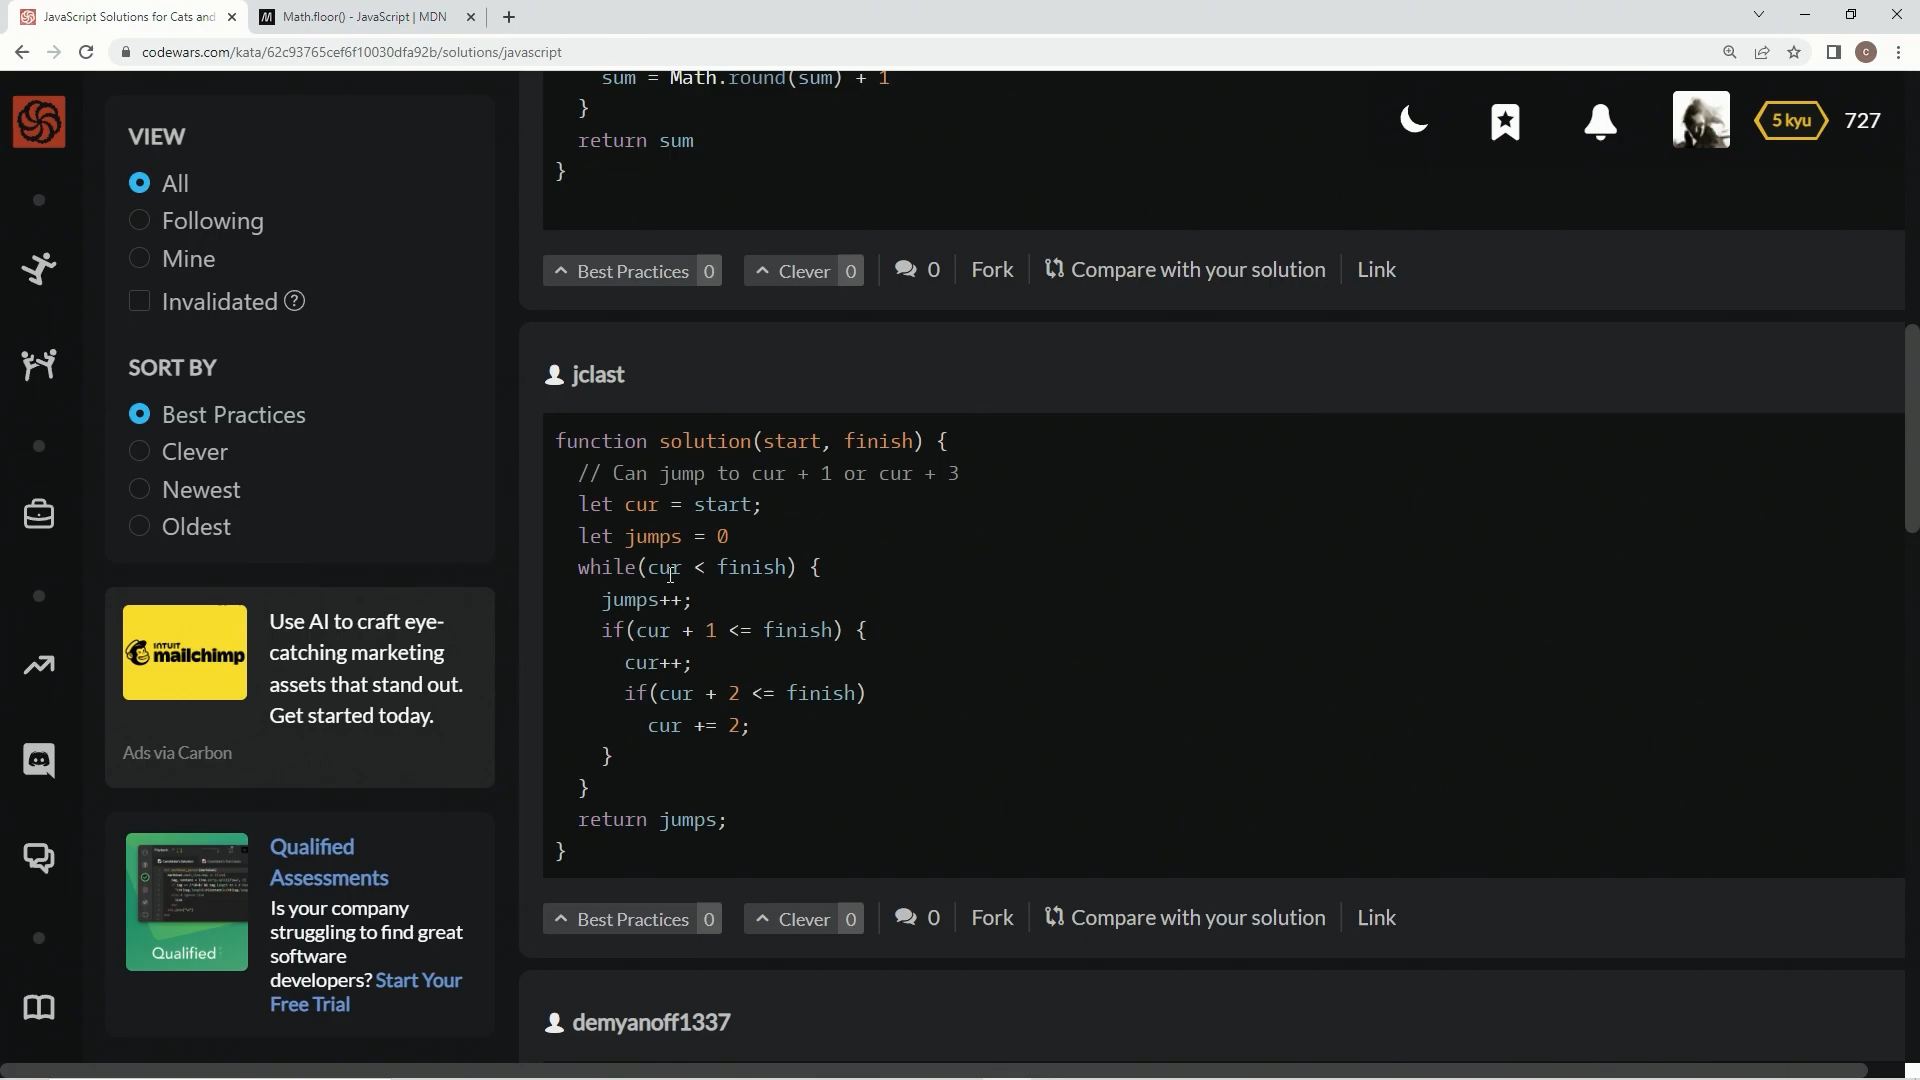 JavaScript Solutions for Cats and
Math.floor() - JavaScript | MDN
codewars.com/kata/62c93765cef6f10030dfa92b/solutions/javascript
C
5 kyu
727
VIEW
All
Following
Mine
Invalidated ?
SORT BY
Best Practices
Clever
Newest
Oldest
INTUIT
mailchimp
Use AI to craft eye-
catching marketing
assets that stand out.
Get started today.
Ads via Carbon
Qualified
Qualified
Assessments
Is your company
struggling to find great
software
developers? Start Your
Free Trial
sum = Math.round(sum) + 1
}
return sum
}
Best Practices 0 Clever 0 0 Fork Compare with your solution Link
jclast
function solution(start, finish) {
// Can jump to cur + 1 or cur + 3
let cur = start;
let jumps = 0
while(cur < finish) {
jumps++;
if(cur + 1 <= finish) {
cur++;
if(cur + 2 <= finish)
cur += 2;
}
}
return jumps;
}
Best Practices 0 Clever 0 0 Fork Compare with your solution Link
demyanoff1337